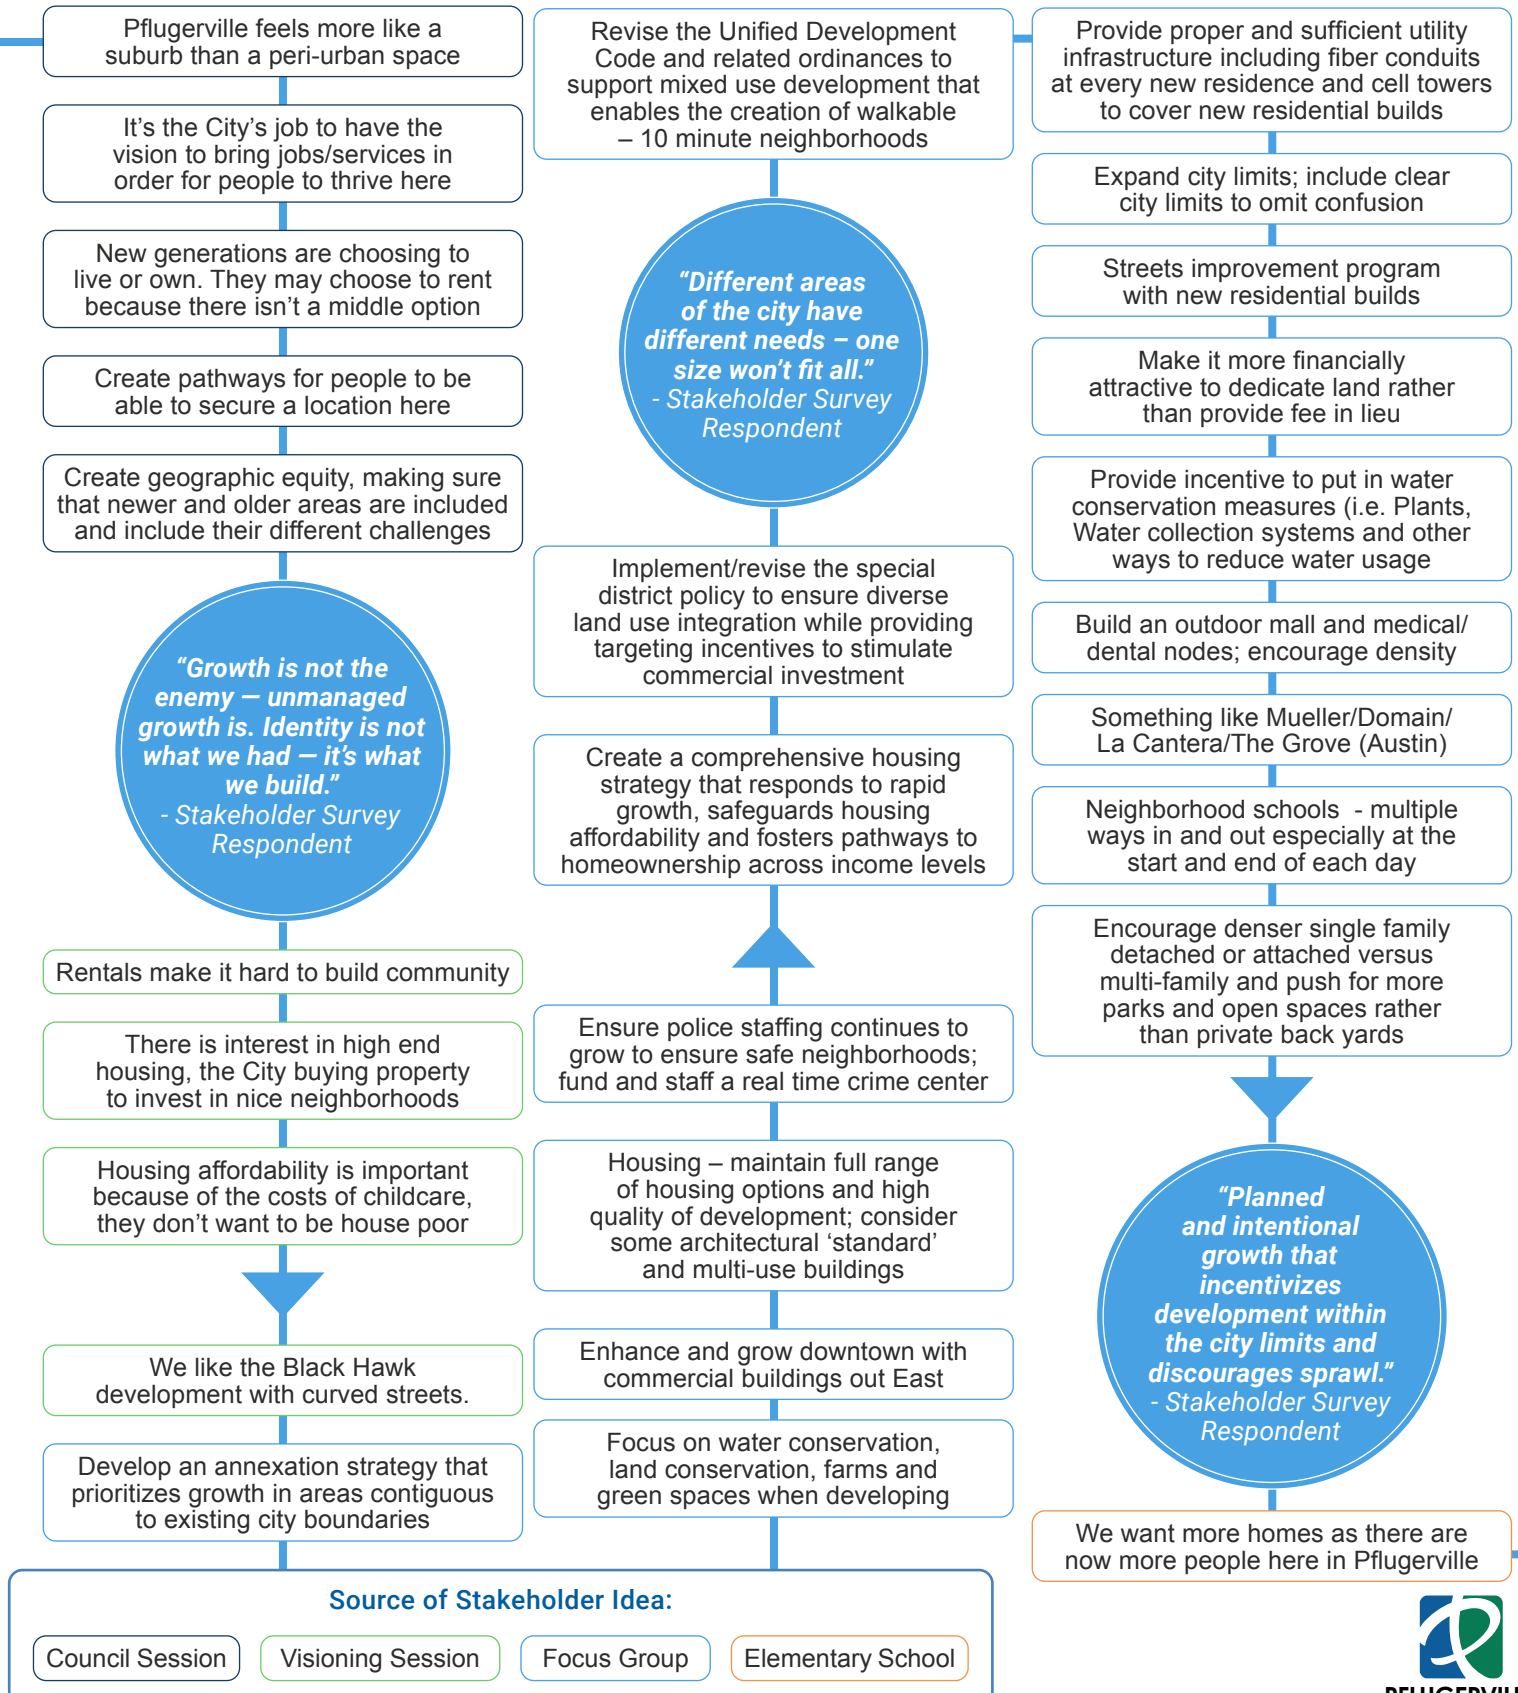 Pflugerville feels more like a
suburb than a peri-urban space
It’s the City’s job to have the
vision to bring jobs/services in
order for people to thrive here
New generations are choosing to
live or own. They may choose to rent
because there isn’t a middle option
Create pathways for people to be
able to secure a location here
Create geographic equity, making sure
that newer and older areas are included
and include their different challenges
“Growth is not the
enemy — unmanaged
growth is. Identity is not
what we had — it’s what
we build.”
- Stakeholder Survey
Respondent
Rentals make it hard to build community
There is interest in high end
housing, the City buying property
to invest in nice neighborhoods
Housing affordability is important
because of the costs of childcare,
they don’t want to be house poor
We like the Black Hawk
development with curved streets.
Develop an annexation strategy that
prioritizes growth in areas contiguous
to existing city boundaries
Revise the Unified Development
Code and related ordinances to
support mixed use development that
enables the creation of walkable
– 10 minute neighborhoods
“Different areas
of the city have
different needs – one
size won’t fit all.”
- Stakeholder Survey
Respondent
Implement/revise the special
district policy to ensure diverse
land use integration while providing
targeting incentives to stimulate
commercial investment
Create a comprehensive housing
strategy that responds to rapid
growth, safeguards housing
affordability and fosters pathways to
homeownership across income levels
Ensure police staffing continues to
grow to ensure safe neighborhoods;
fund and staff a real time crime center
Housing – maintain full range
of housing options and high
quality of development; consider
some architectural ‘standard’
and multi-use buildings
Enhance and grow downtown with
commercial buildings out East
Focus on water conservation,
land conservation, farms and
green spaces when developing
Provide proper and sufficient utility
infrastructure including fiber conduits
at every new residence and cell towers
to cover new residential builds
Expand city limits; include clear
city limits to omit confusion
Streets improvement program
with new residential builds
Make it more financially
attractive to dedicate land rather
than provide fee in lieu
Provide incentive to put in water
conservation measures (i.e. Plants,
Water collection systems and other
ways to reduce water usage
Build an outdoor mall and medical/
dental nodes; encourage density
Something like Mueller/Domain/
La Cantera/The Grove (Austin)
Neighborhood schools - multiple
ways in and out especially at the
start and end of each day
Encourage denser single family
detached or attached versus
multi-family and push for more
parks and open spaces rather
than private back yards
“Planned
and intentional
growth that
incentivizes
development within
the city limits and
discourages sprawl.”
- Stakeholder Survey
Respondent
We want more homes as there are
now more people here in Pflugerville
Source of Stakeholder Idea:
Council Session
Visioning Session
Focus Group
Elementary School